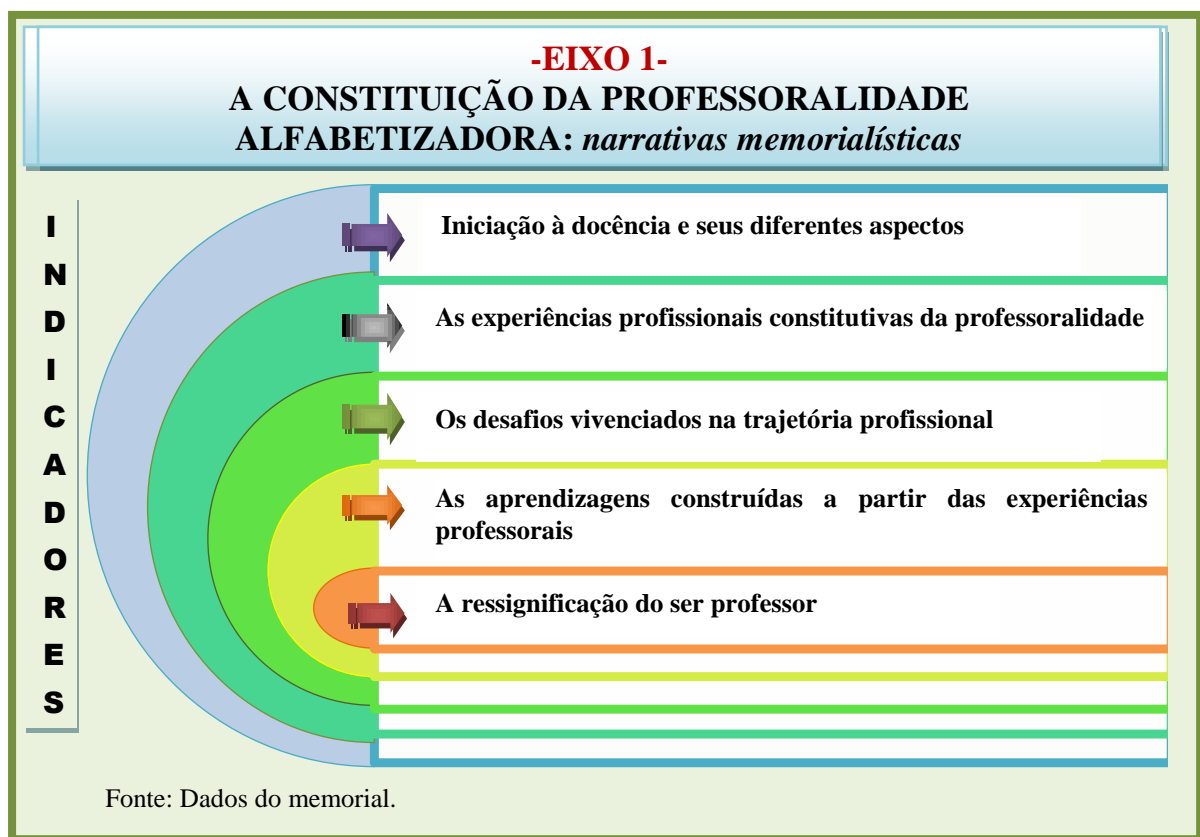 -EIXO 1-
A CONSTITUIÇÃO DA PROFESSORALIDADE
ALFABETIZADORA: narrativas memorialísticas
INDICADORES
Iniciação à docência e seus diferentes aspectos
As experiências profissionais constitutivas da professoralidade
Os desafios vivenciados na trajetória profissional
As aprendizagens construídas a partir das experiências
professorais
A ressignificação do ser professor
Fonte: Dados do memorial.